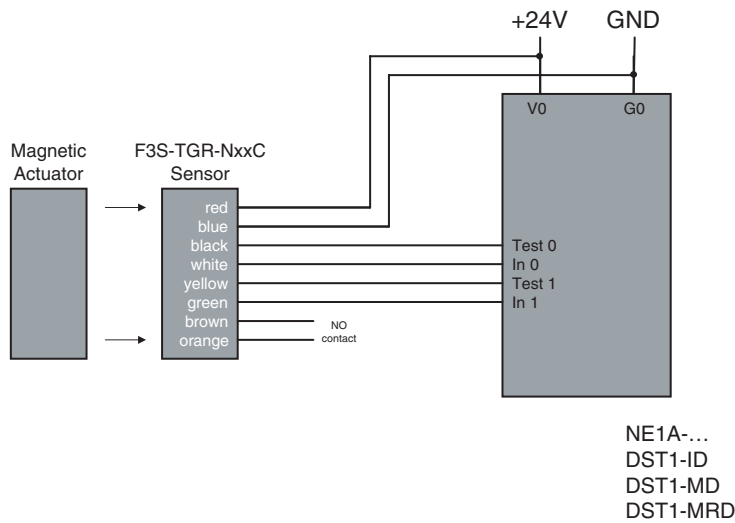 +24V GND
V0 G0
Magnetic
Actuator
F3S-TGR-NxxC
Sensor
red
blue
black
white
yellow
green
brown
orange
NO
contact
Test 0
In 0
Test 1
In 1
NE1A-...
DST1-ID
DST1-MD
DST1-MRD